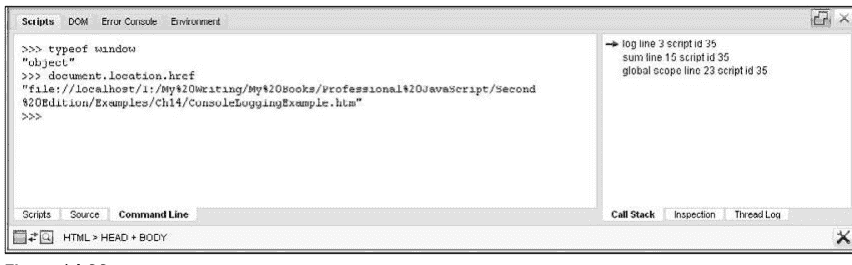 Scripts DOM Error Console Environment
>>> typeof window
"object"
>>> document.location.href
"file://localhost/I:/My%20Writing/My%20Books/Professional%20JavaScript/Second
%20Edition/Examples/Ch14/ConsoleLoggingExample.htm"
>>>
log line 3 script id 35
sum line 15 script id 35
global scope line 23 script id 35
Scripts Source Command Line
Call Stack Inspection Thread Log
HTML > HEAD + BODY